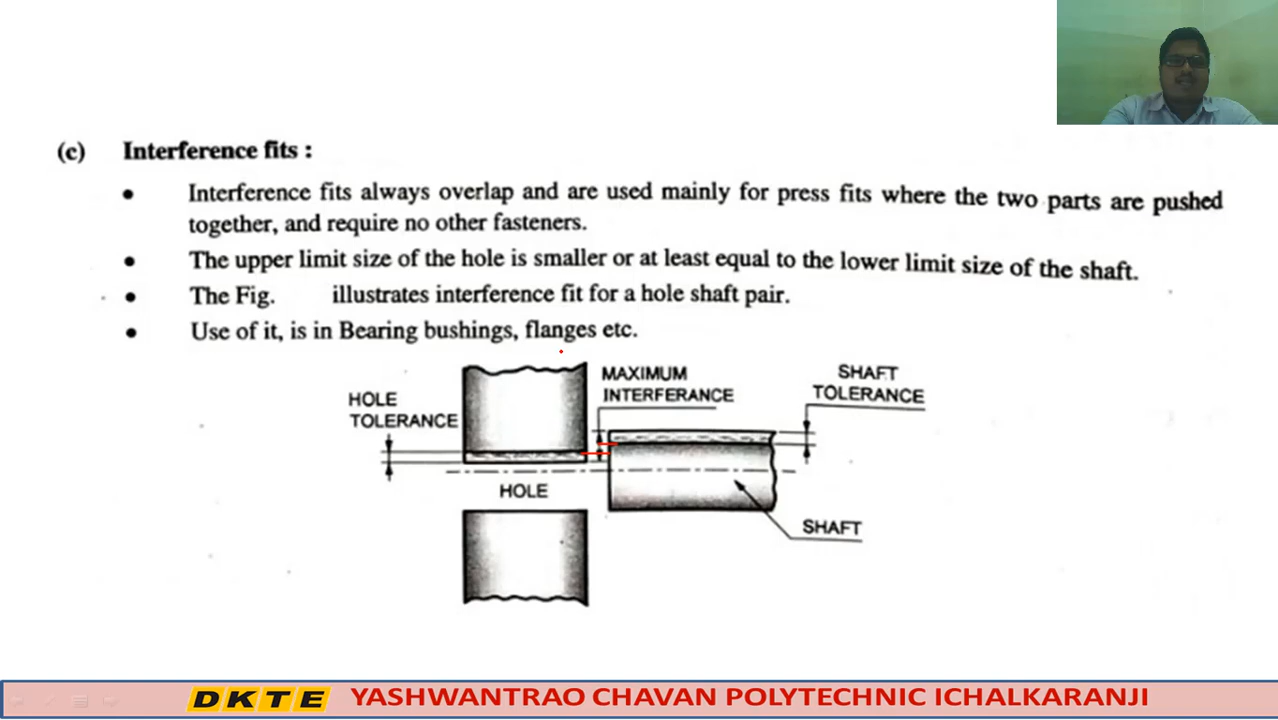 (c) Interference fits :
• Interference fits always overlap and are used mainly for press fits where the two parts are pushed
together, and require no other fasteners.
• The upper limit size of the hole is smaller or at least equal to the lower limit size of the shaft.
• The Fig. illustrates interference fit for a hole shaft pair.
• Use of it, is in Bearing bushings, flanges etc.
HOLE
TOLERANCE
MAXIMUM
INTERFERANCE
SHAFT
TOLERANCE
HOLE
SHAFT
DKTE YASHWANTRAO CHAVAN POLYTECHNIC ICHALKARANJI